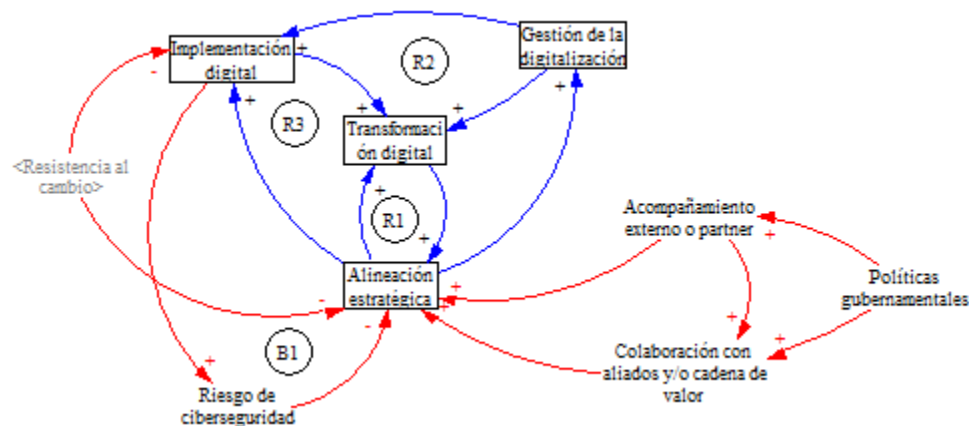 Implementación
digital
Gestión de la
digitalización
R2
R3
Transformaci
ón digital
<Resistencia al
cambio>
R1
Acompañamiento
externo o partner
Políticas
gubernamentales
Alineación
estratégica
B1
Colaboración con
aliados y/o cadena de
valor
Riesgo de
ciberseguridad
+
-
+
+
+
+
+
+
-
-
+
+
+
+
+
+